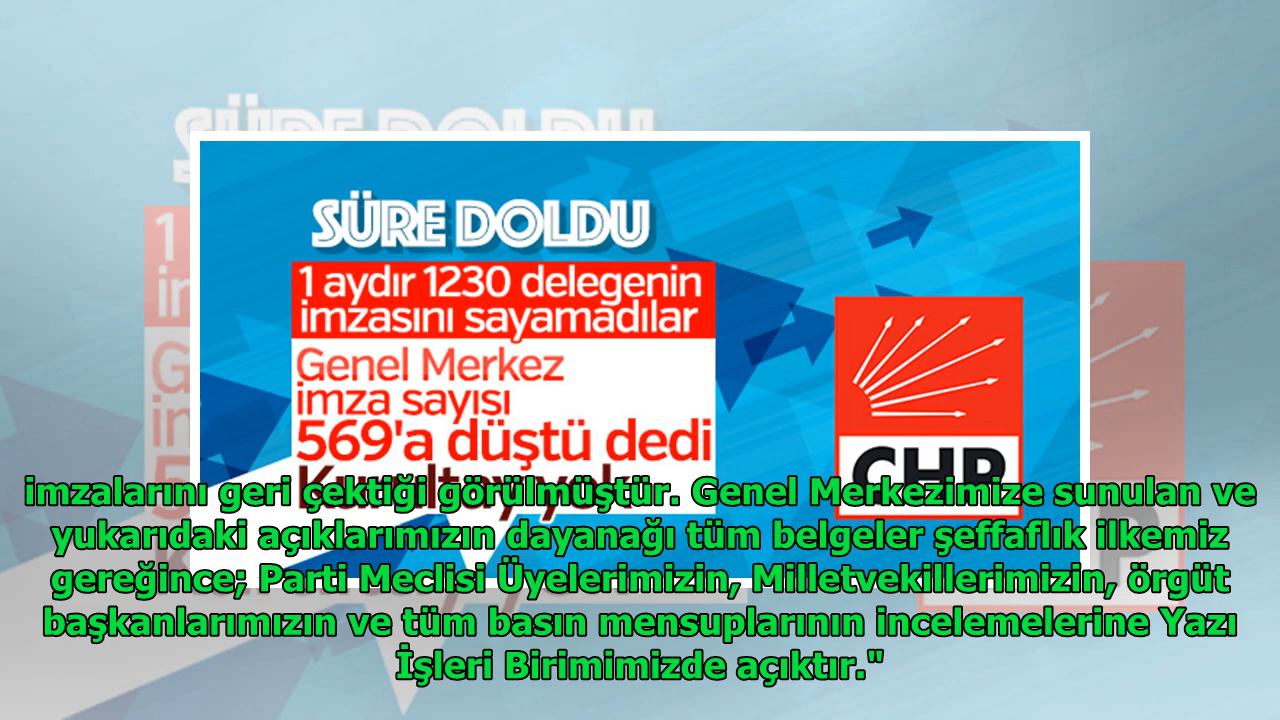 SÜRE DOLDU
1 aydır 1230 delegenin
imzasını sayamadılar
Genel Merkez
imza sayısı
569'a düştü dedi
Kurultay yok
CHP
imzalarını geri çektiği görülmüştür. Genel Merkezimize sunulan ve
yukarıdaki açıklarımızın dayanağı tüm belgeler şeffaflık ilkemiz
gereğince; Parti Meclisi Üyelerimizin, Milletvekillerimizin, örgüt
başkanlarımızın ve tüm basın mensuplarının incelemelerine Yazı
İşleri Birimimizde açıktır."